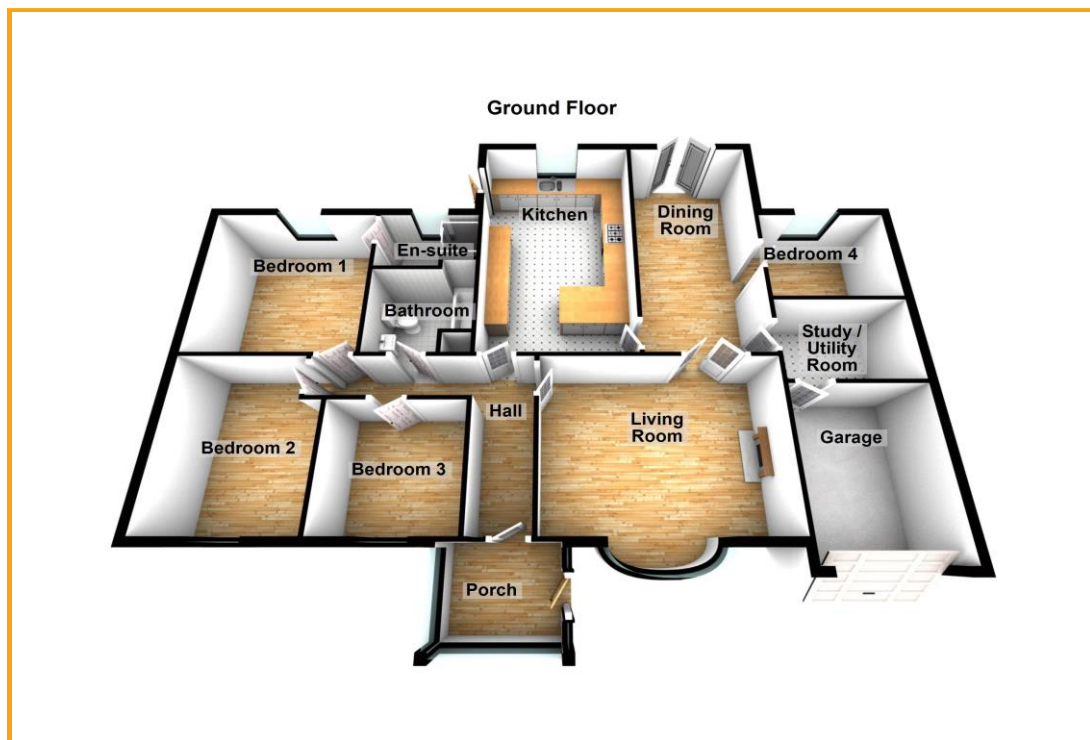 Ground Floor
Kitchen
Dining
Room
En-suite
Bedroom 1
Bedroom 4
Bathroom
Study /
Utility
Room
Hall
Living
Room
Garage
Bedroom 2
Bedroom 3
Porch